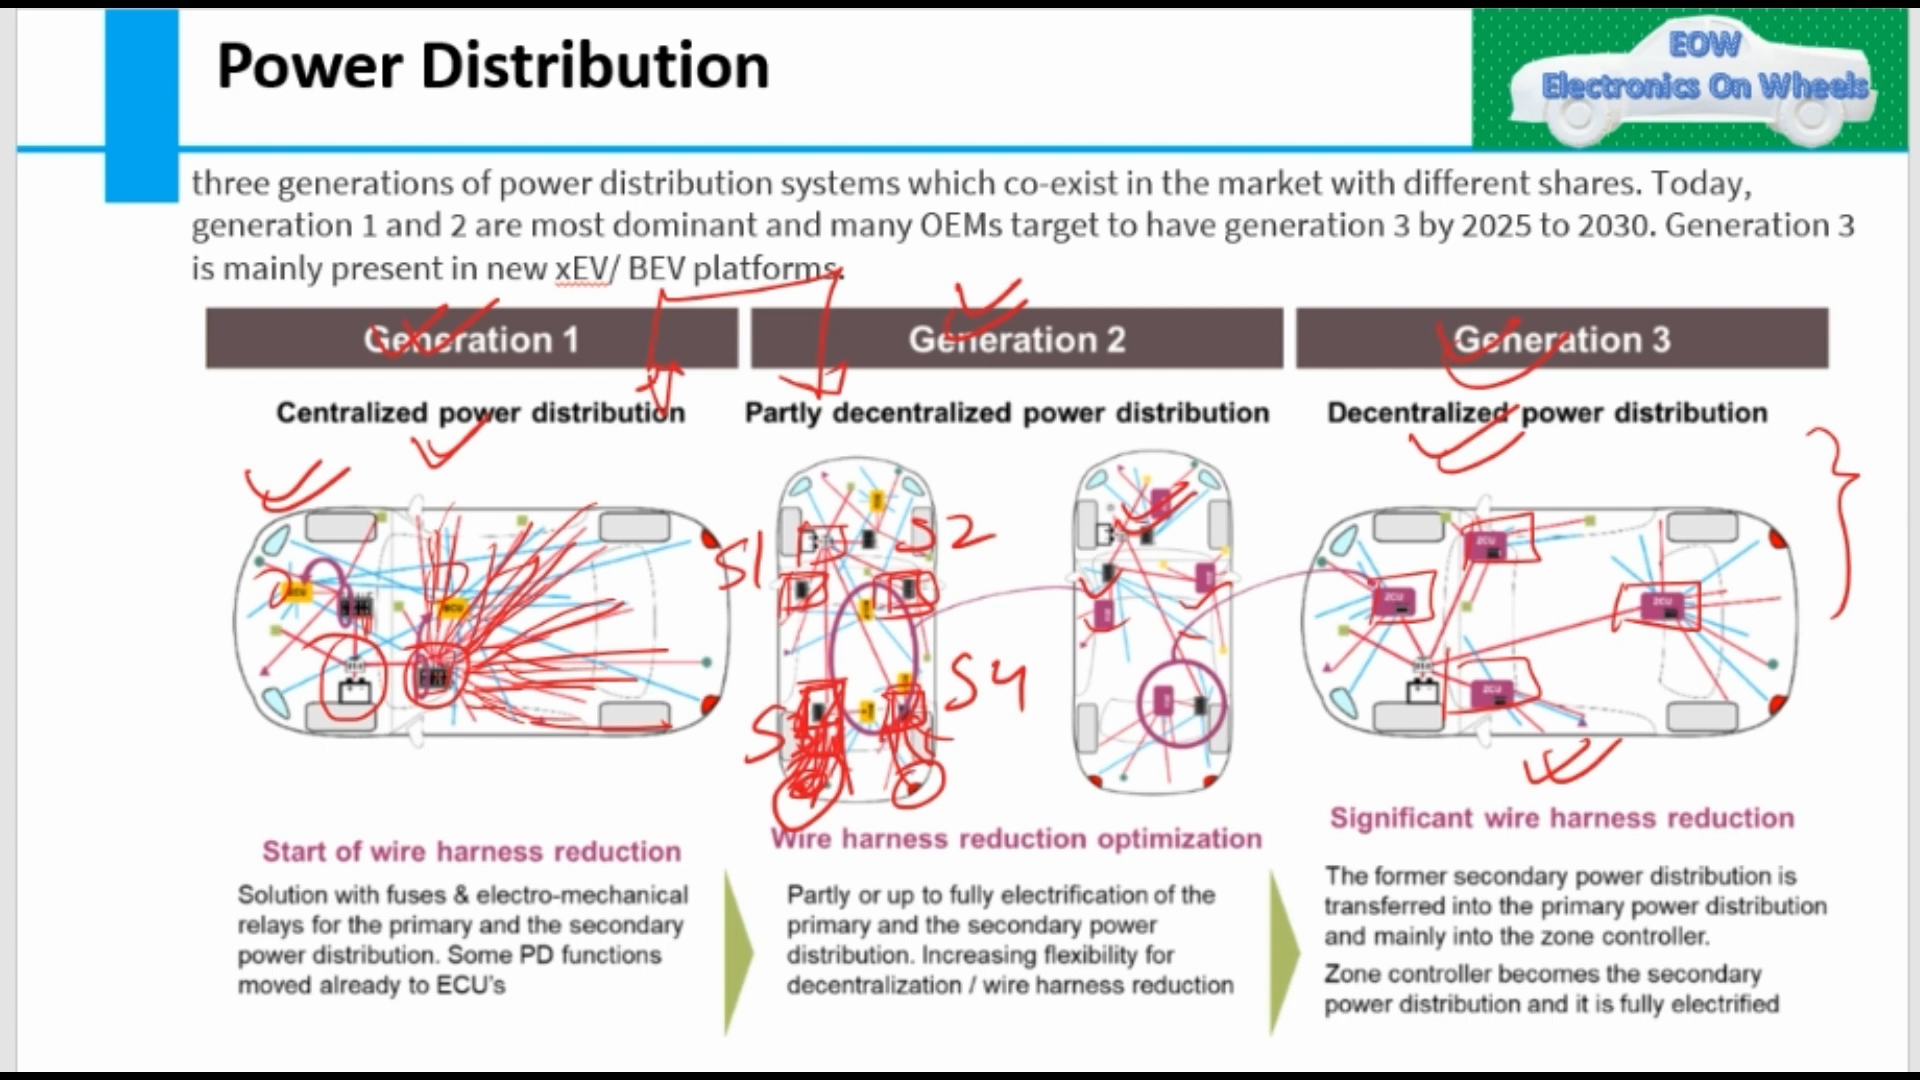 Power Distribution
EOW
Electronics On Wheels
three generations of power distribution systems which co-exist in the market with different shares. Today,
generation 1 and 2 are most dominant and many OEMs target to have generation 3 by 2025 to 2030. Generation 3
is mainly present in new xEV/ BEV platforms.
Generation 1
Generation 2
Generation 3
Centralized power distribution
Partly decentralized power distribution
Decentralized power distribution
S1
S2
S4
ECU
ZCU
ZCU
ZCU
ZCU
Start of wire harness reduction
Wire harness reduction optimization
Significant wire harness reduction
Solution with fuses & electro-mechanical
relays for the primary and the secondary
power distribution. Some PD functions
moved already to ECU's
Partly or up to fully electrification of the
primary and the secondary power
distribution. Increasing flexibility for
decentralization / wire harness reduction
The former secondary power distribution is
transferred into the primary power distribution
and mainly into the zone controller.
Zone controller becomes the secondary
power distribution and it is fully electrified